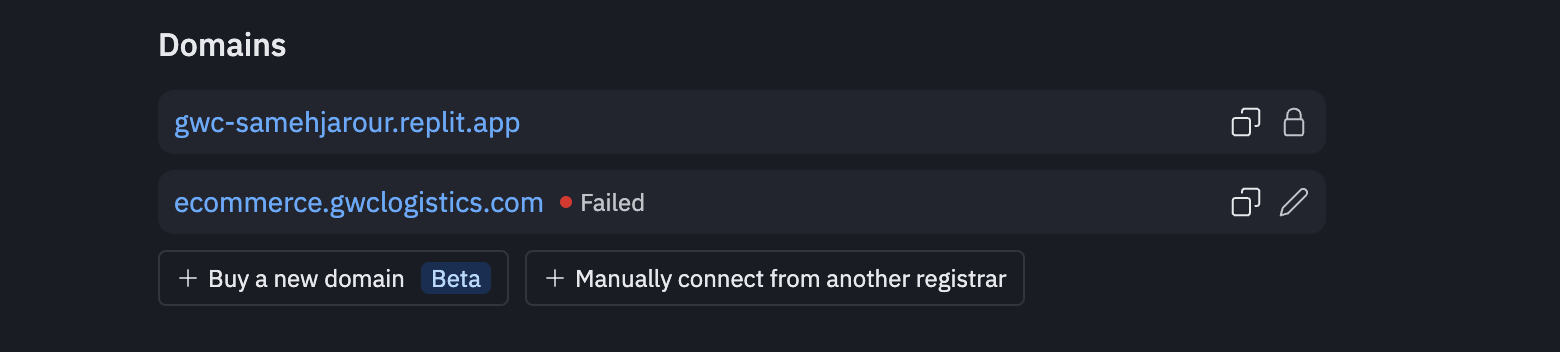 Domains
gwc-samehjarour.replit.app
ecommerce.gwclogistics.com Failed
Buy a new domain Beta
Manually connect from another registrar